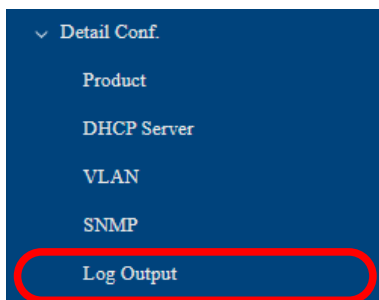 Detail Conf.
Product
DHCP Server
VLAN
SNMP
Log Output